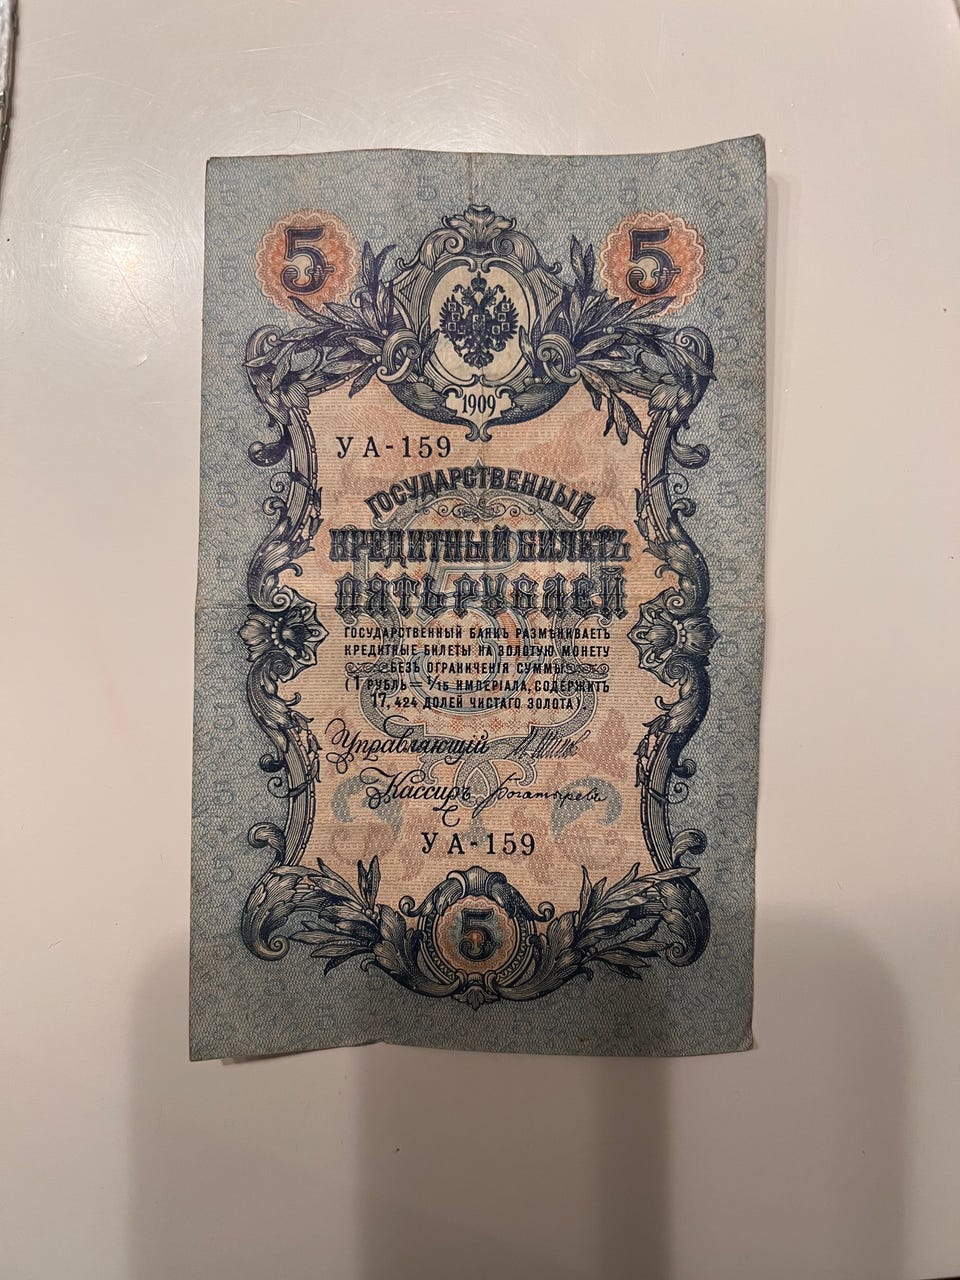 5 5
1909
УА-159
ГОСУДАРСТВЕННЫЙ
КРЕДИТНЫЙ БИЛЕТЪ
ПЯТЬ РУБЛЕЙ
ГОСУДАРСТВЕННЫЙ БАНКЪ РАЗМѢНИВАЕТЪ
КРЕДИТНЫЕ БИЛЕТЫ НА ЗОЛОТУЮ МОНЕТУ
БЕЗЪ ОГРАНИЧЕНІЯ СУММЫ
(1 РУБЛЬ = 1/15 ИМПЕРІАЛА, СОДЕРЖИТЪ
17,424 ДОЛЕЙ ЧИСТАГО ЗОЛОТА).
Управляющій
Кассиръ Богатырёвъ
УА-159
5